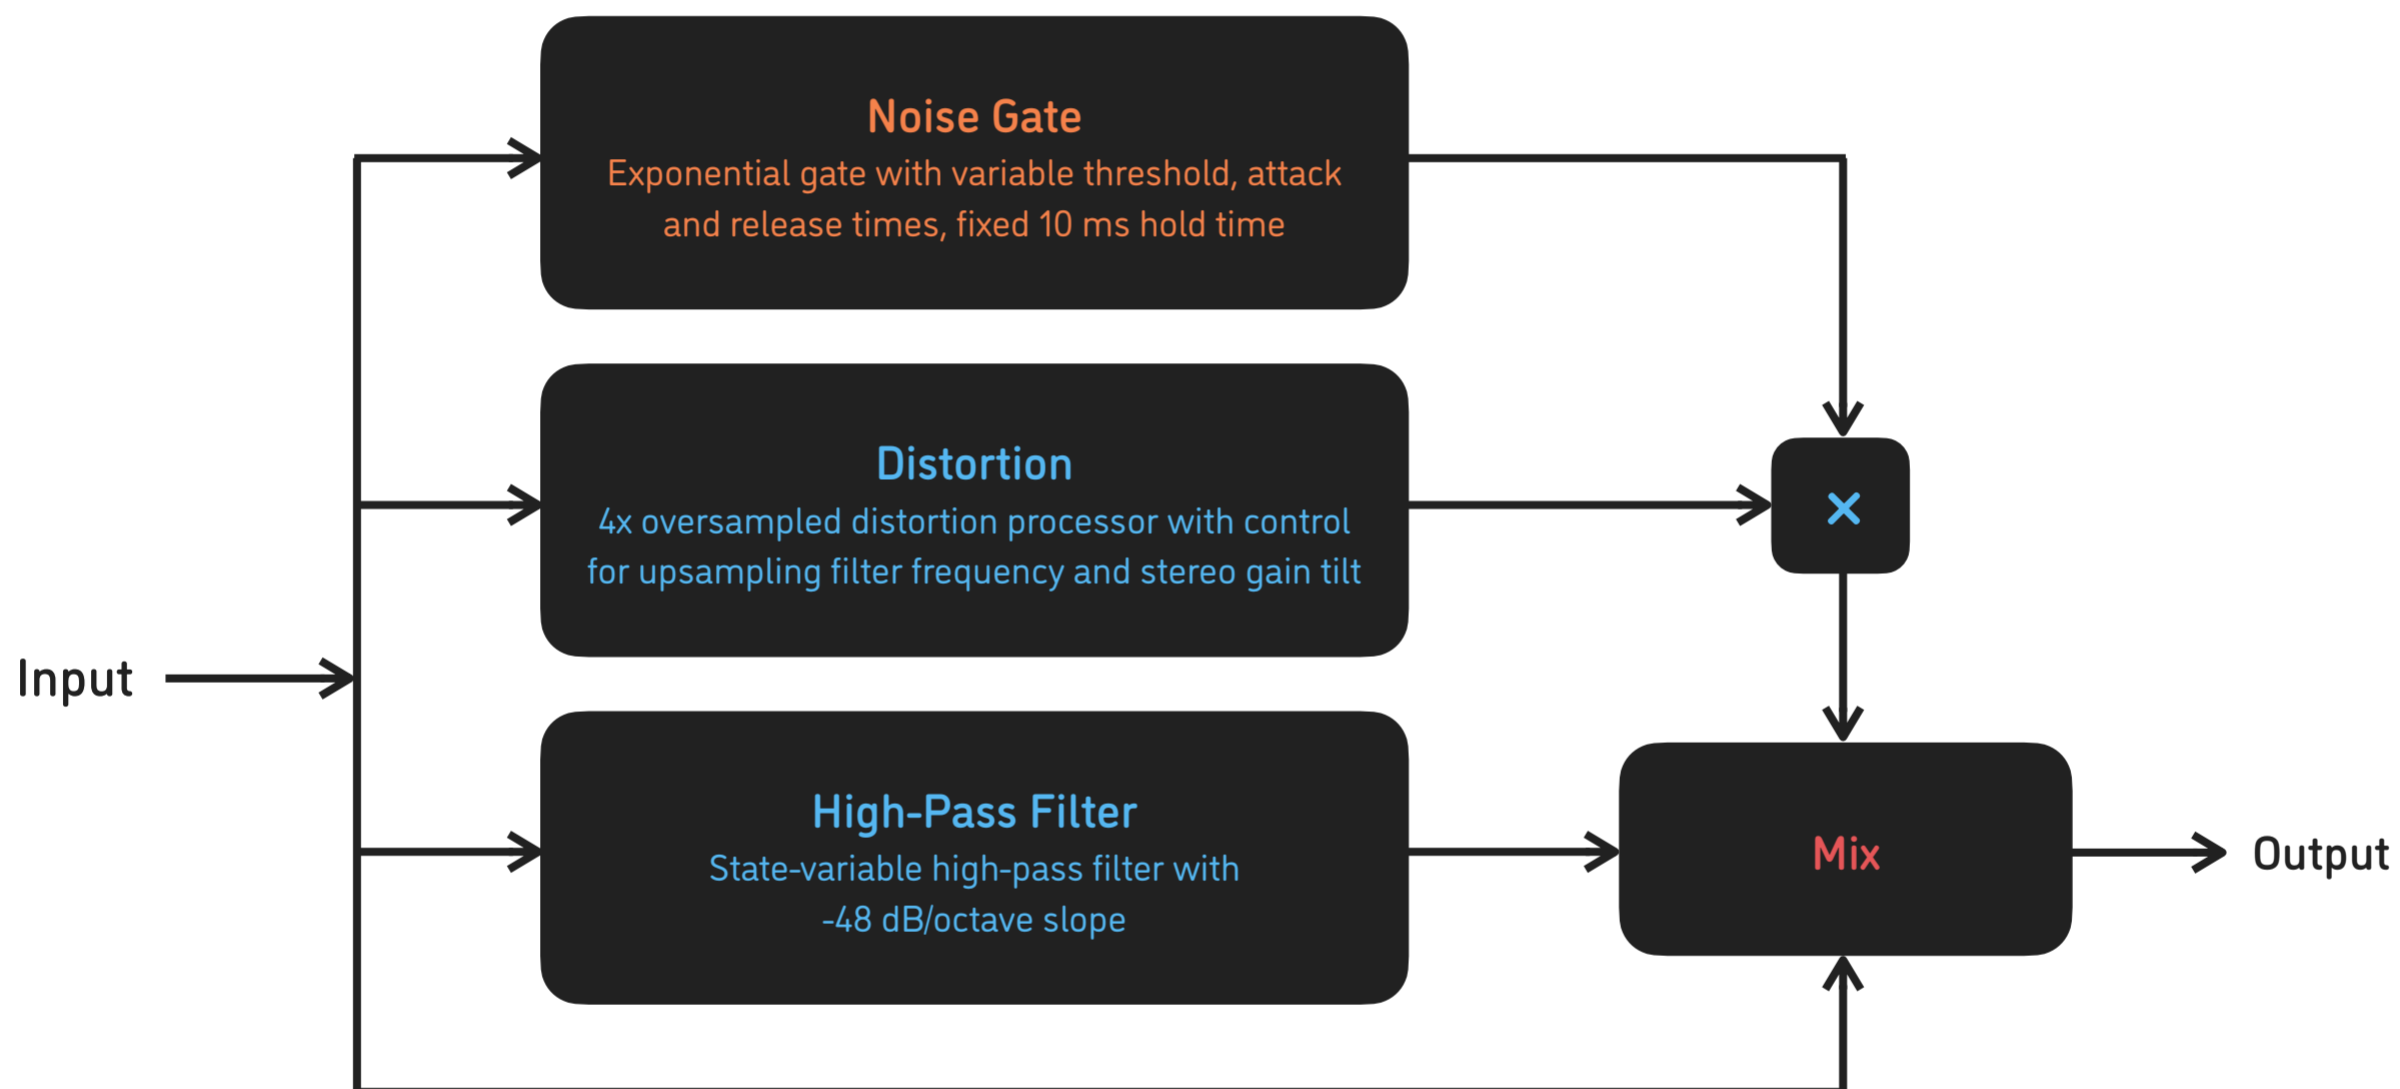 Noise Gate
Exponential gate with variable threshold, attack
and release times, fixed 10 ms hold time
Distortion
4x oversampled distortion processor with control
for upsampling filter frequency and stereo gain tilt
×
Input
High-Pass Filter
State-variable high-pass filter with
-48 dB/octave slope
Mix
Output